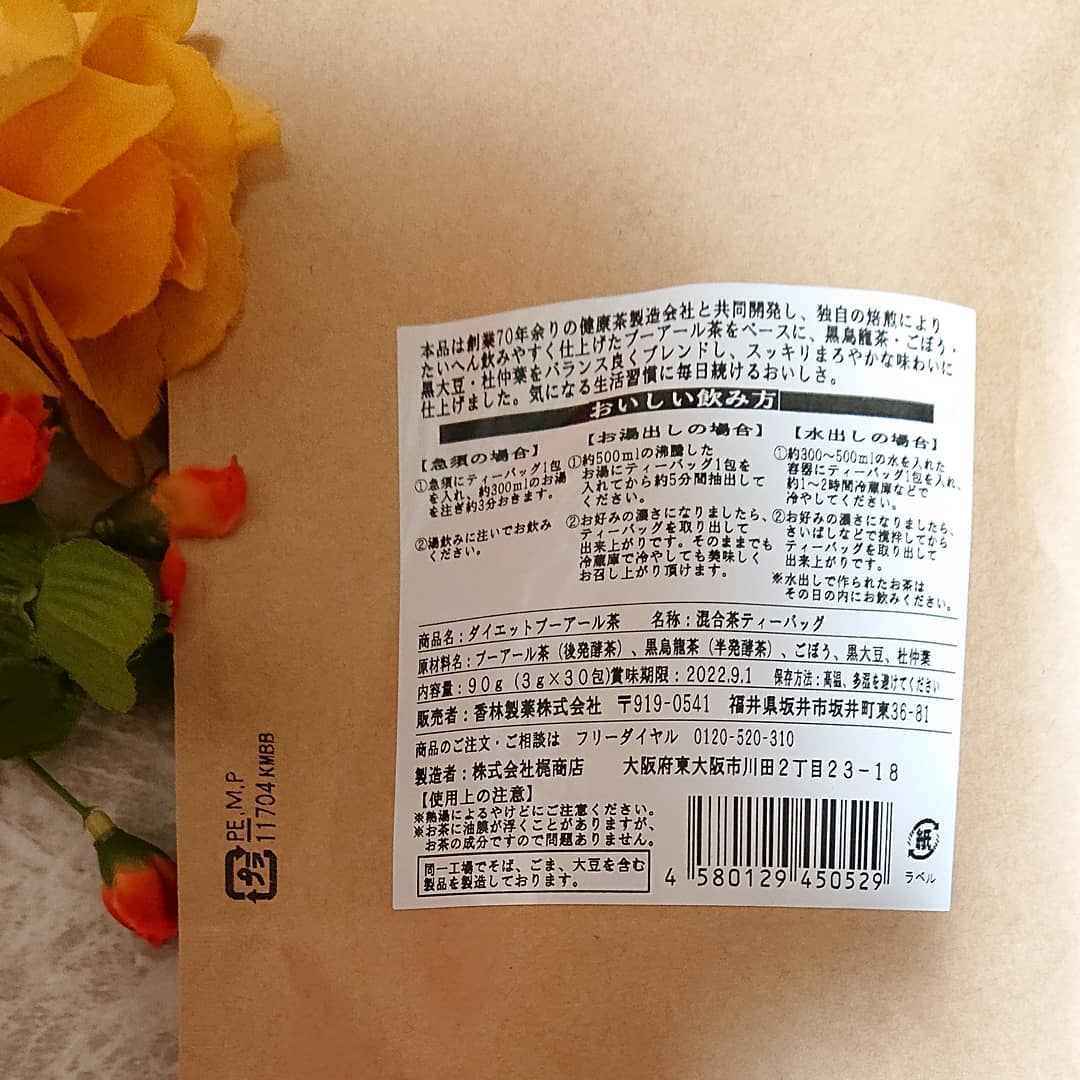 本品は創業70年余りの健康茶製造会社と共同開発し、独自の焙煎により
たいへん飲みやすく仕上げたプーアール茶をベースに、黒烏龍茶・ごぼう・
黒大豆・杜仲葉をバランス良くブレンドし、スッキリまろやかな味わいに
仕上げました。気になる生活習慣に毎日続けるおいしさ。
おいしい飲み方
【急須の場合】
①急須にティーバッグ1包
を入れ、約300mlのお湯
を注ぎ約3分おきます。
②湯飲みに注いでお飲み
ください。
【お湯出しの場合】
①約500mlの沸騰した
お湯にティーバッグ1包を
入れてから約5分間抽出して
ください。
②お好みの濃さになりましたら、
ティーバッグを取り出して
出来上がりです。そのままでも
冷蔵庫で冷やしても美味しく
お召し上がり頂けます。
【水出しの場合】
①約300～500mlの水を入れた
容器にティーバッグ1包を入れ、
約1～2時間冷蔵庫などで
冷やしてください。
②お好みの濃さになりましたら、
さいばしなどで攪拌してから
ティーバッグを取り出して
出来上がりです。
※水出しで作られたお茶は
その日の内にお飲みください。
商品名：ダイエットプーアール茶　名称：混合茶ティーバッグ
原材料名：プーアール茶（後発酵茶）、黒烏龍茶（半発酵茶）、ごぼう、黒大豆、杜仲葉
内容量：90g（3g×30包）賞味期限：2022.9.1　保存方法：高温、多湿を避けてください
販売者：香林製薬株式会社　〒919-0541　福井県坂井市坂井町東36-81
商品のご注文・ご相談は　フリーダイヤル　0120-520-310
製造者：株式会社梶商店　大阪府東大阪市川田2丁目23-18
【使用上の注意】
※熱湯によるやけどにご注意ください。
※お茶に油膜が浮くことがありますが、
お茶の成分ですので問題ありません。
同一工場でそば、ごま、大豆を含む
製品を製造しております。
4 580129 450529
紙
ラベル
プラ
PE,M,P
11704 KMBB